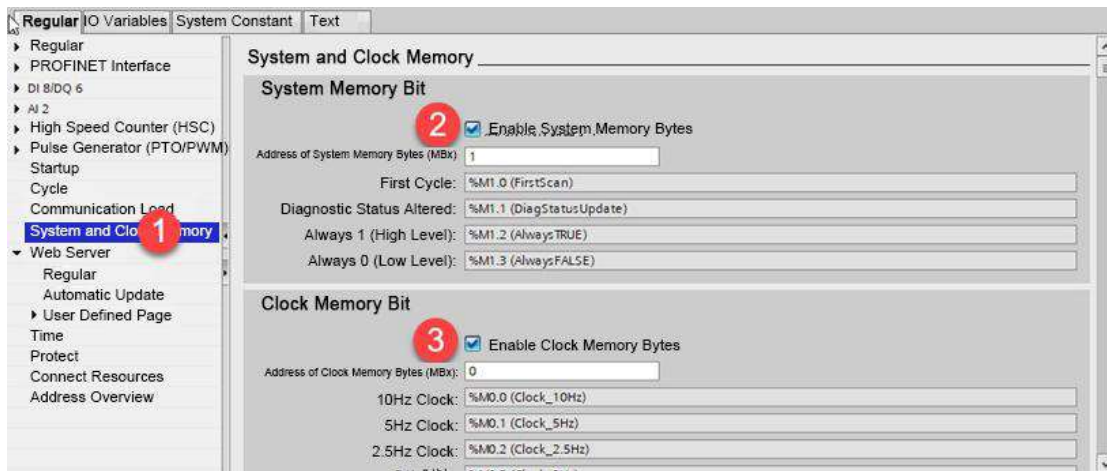 Regular IO Variables System Constant Text
Regular
PROFINET Interface
DI 8/DQ 6
AI 2
High Speed Counter (HSC)
Pulse Generator (PTO/PWM)
Startup
Cycle
Communication Load
System and Clo 1 mory
Web Server
Regular
Automatic Update
User Defined Page
Time
Protect
Connect Resources
Address Overview
System and Clock Memory
System Memory Bit
2 Enable System Memory Bytes
Address of System Memory Bytes (MBx) 1
First Cycle: %M1.0 (FirstScan)
Diagnostic Status Altered: %M1.1 (DiagStatusUpdate)
Always 1 (High Level): %M1.2 (AlwaysTRUE)
Always 0 (Low Level): %M1.3 (AlwaysFALSE)
Clock Memory Bit
3 Enable Clock Memory Bytes
Address of Clock Memory Bytes (MBx): 0
10Hz Clock: %M0.0 (Clock_10Hz)
5Hz Clock: %M0.1 (Clock_5Hz)
2.5Hz Clock: %M0.2 (Clock_2.5Hz)